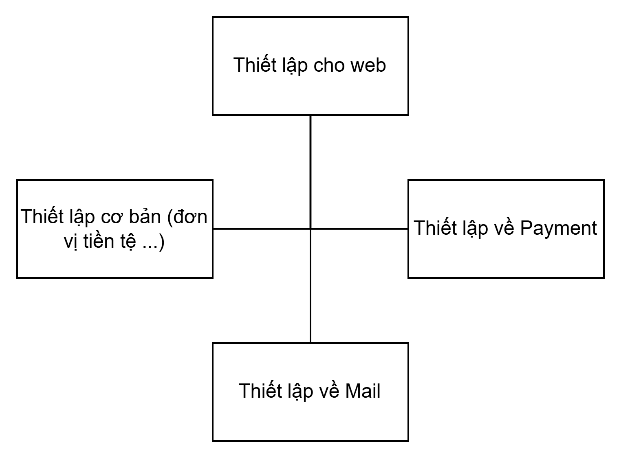 Thiết lập cho web
Thiết lập cơ bản (đơn
vị tiền tệ ...)
Thiết lập về Payment
Thiết lập về Mail